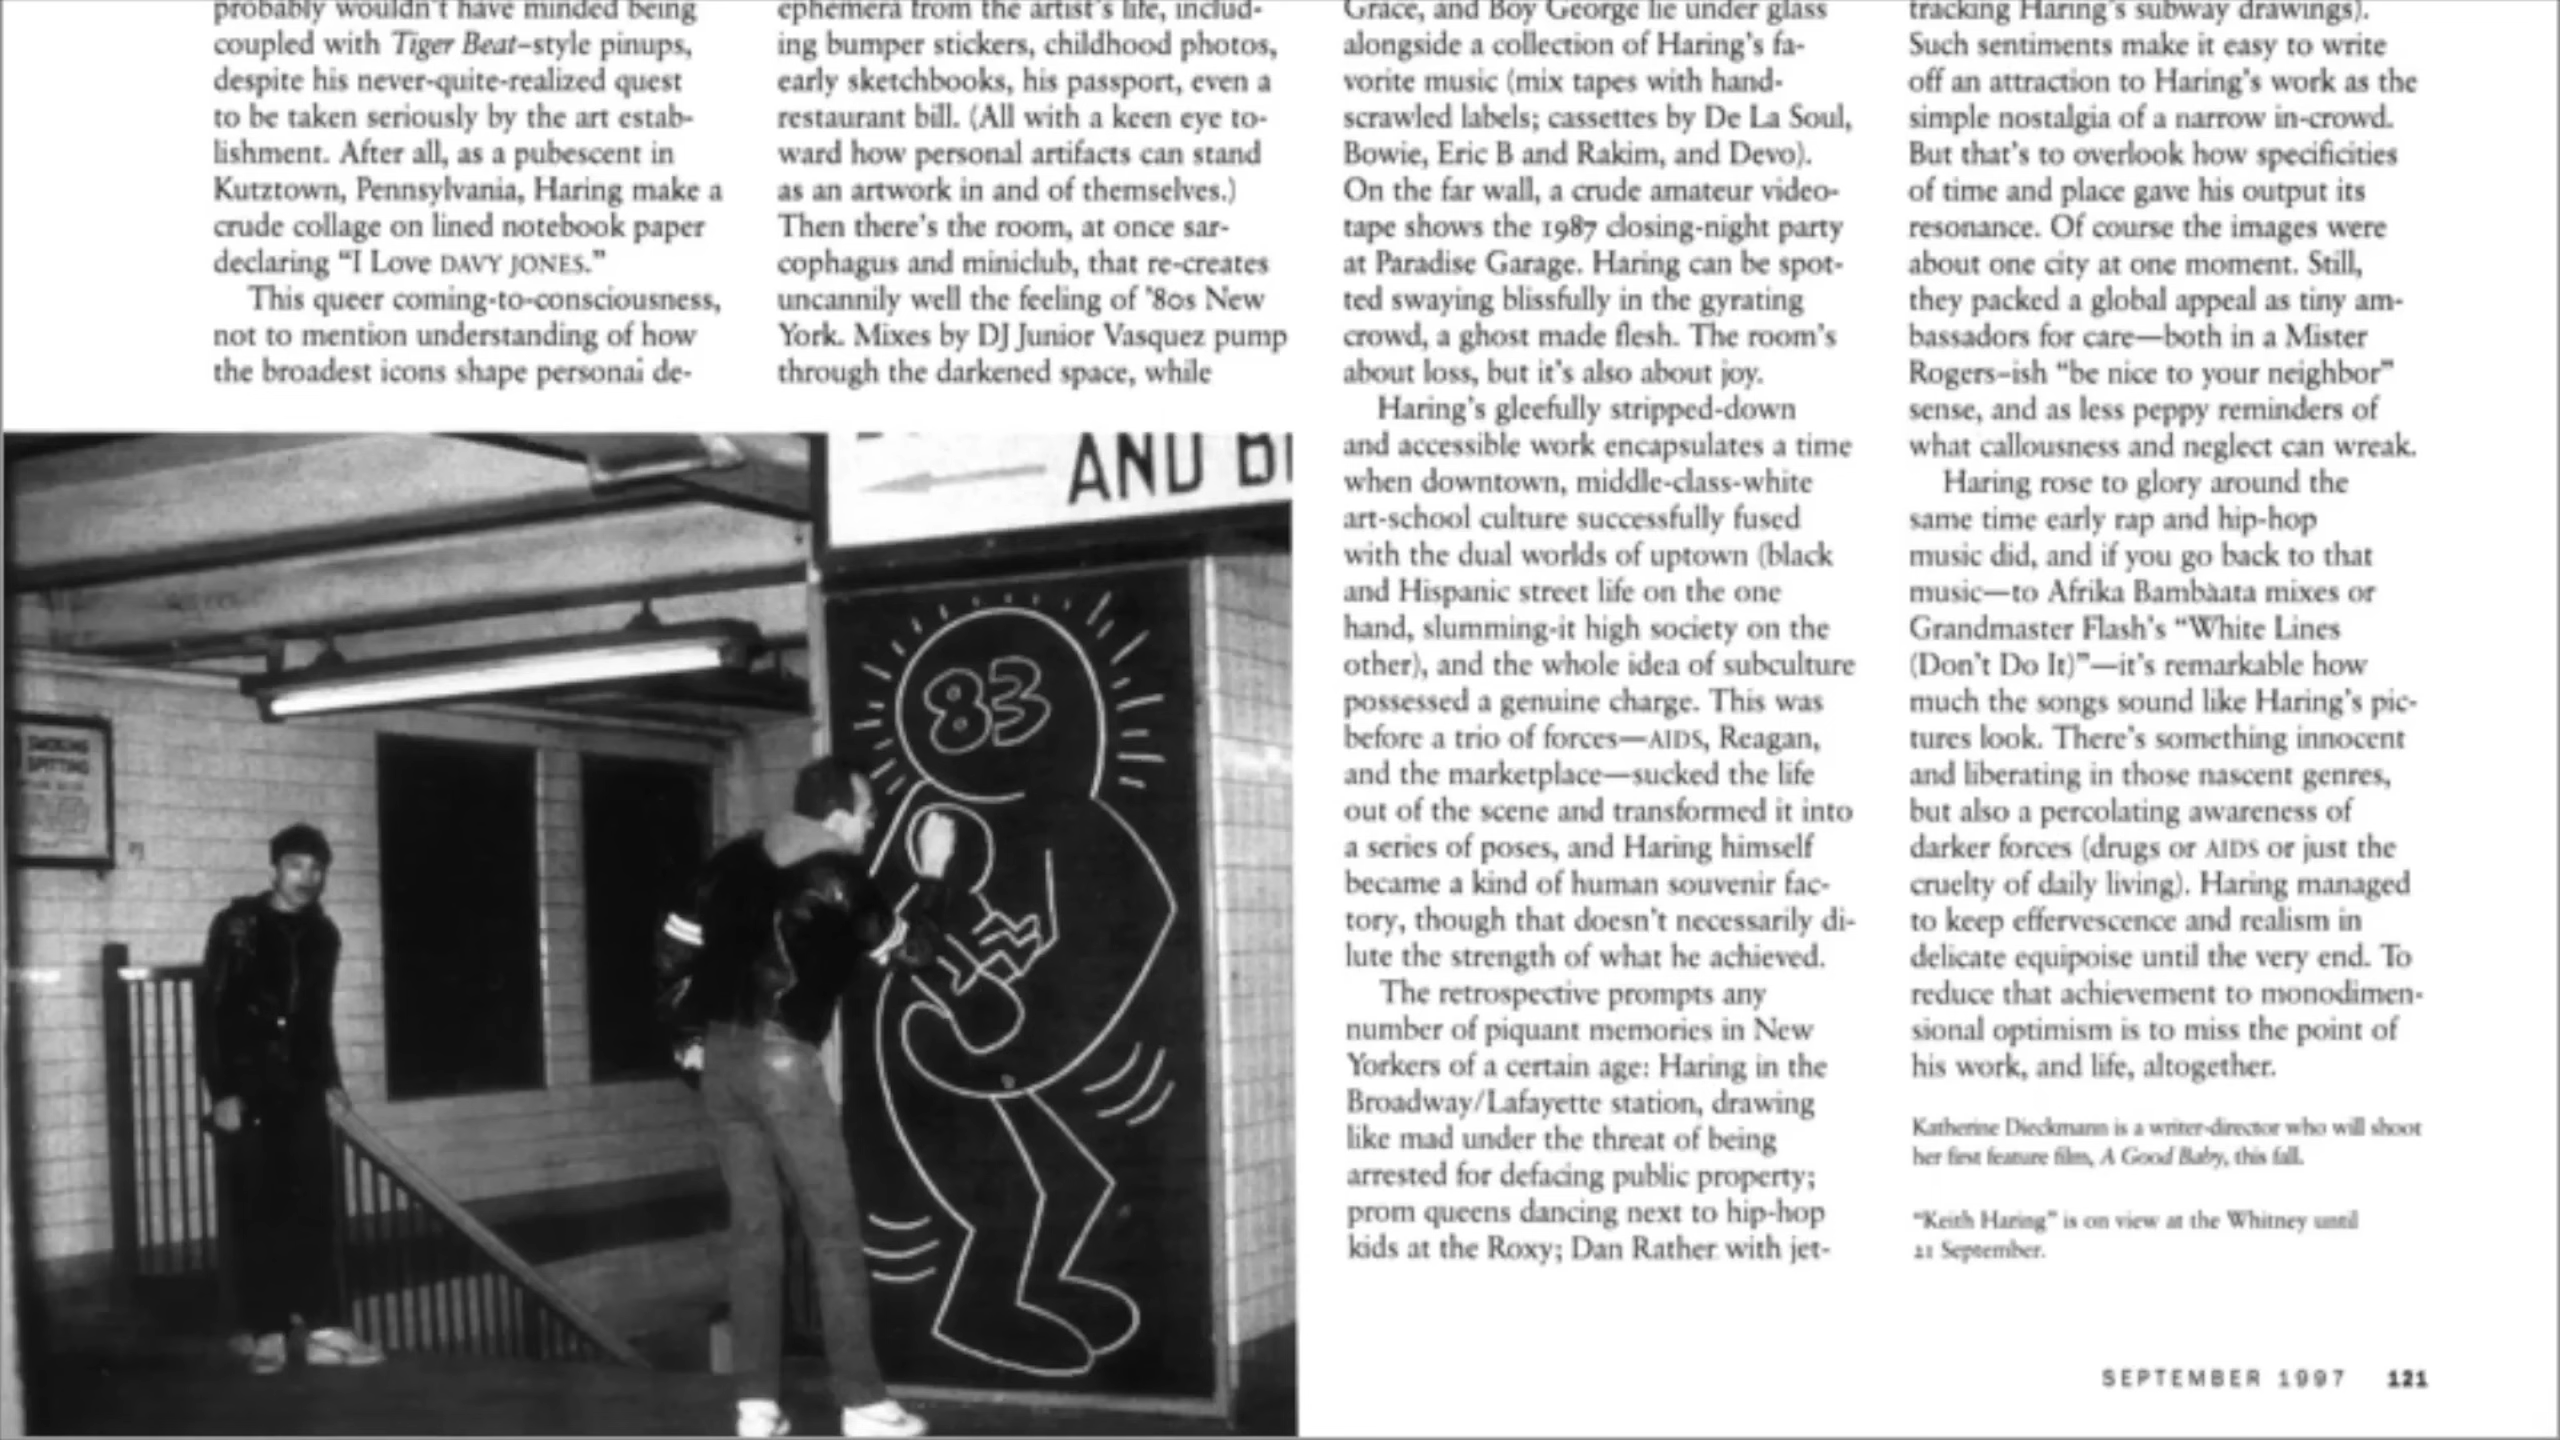 probably wouldn't have minded being
coupled with Tiger Beat–style pinups,
despite his never-quite-realized quest
to be taken seriously by the art estab-
lishment. After all, as a pubescent in
Kutztown, Pennsylvania, Haring make a
crude collage on lined notebook paper
declaring “I Love DAVY JONES.”
This queer coming-to-consciousness,
not to mention understanding of how
the broadest icons shape personai de-
ephemera from the artist's life, includ-
ing bumper stickers, childhood photos,
early sketchbooks, his passport, even a
restaurant bill. (All with a keen eye to-
ward how personal artifacts can stand
as an artwork in and of themselves.)
Then there's the room, at once sar-
cophagus and miniclub, that re-creates
uncannily well the feeling of '80s New
York. Mixes by DJ Junior Vasquez pump
through the darkened space, while
Grace, and Boy George lie under glass
alongside a collection of Haring's fa-
vorite music (mix tapes with hand-
scrawled labels; cassettes by De La Soul,
Bowie, Eric B and Rakim, and Devo).
On the far wall, a crude amateur video-
tape shows the 1987 closing-night party
at Paradise Garage. Haring can be spot-
ted swaying blissfully in the gyrating
crowd, a ghost made flesh. The room's
about loss, but it's also about joy.
Haring's gleefully stripped-down
and accessible work encapsulates a time
when downtown, middle-class-white
art-school culture successfully fused
with the dual worlds of uptown (black
and Hispanic street life on the one
hand, slumming-it high society on the
other), and the whole idea of subculture
possessed a genuine charge. This was
before a trio of forces—AIDS, Reagan,
and the marketplace—sucked the life
out of the scene and transformed it into
a series of poses, and Haring himself
became a kind of human souvenir fac-
tory, though that doesn't necessarily di-
lute the strength of what he achieved.
The retrospective prompts any
number of piquant memories in New
Yorkers of a certain age: Haring in the
Broadway/Lafayette station, drawing
like mad under the threat of being
arrested for defacing public property;
prom queens dancing next to hip-hop
kids at the Roxy; Dan Rather with jet-
tracking Haring's subway drawings).
Such sentiments make it easy to write
off an attraction to Haring's work as the
simple nostalgia of a narrow in-crowd.
But that's to overlook how specificities
of time and place gave his output its
resonance. Of course the images were
about one city at one moment. Still,
they packed a global appeal as tiny am-
bassadors for care—both in a Mister
Rogers–ish “be nice to your neighbor”
sense, and as less peppy reminders of
what callousness and neglect can wreak.
Haring rose to glory around the
same time early rap and hip-hop
music did, and if you go back to that
music—to Afrika Bambàata mixes or
Grandmaster Flash's “White Lines
(Don't Do It)”—it's remarkable how
much the songs sound like Haring's pic-
tures look. There's something innocent
and liberating in those nascent genres,
but also a percolating awareness of
darker forces (drugs or AIDS or just the
cruelty of daily living). Haring managed
to keep effervescence and realism in
delicate equipoise until the very end. To
reduce that achievement to monodimen-
sional optimism is to miss the point of
his work, and life, altogether.
Katherine Dieckmann is a writer-director who will shoot
her first feature film, A Good Baby, this fall.
“Keith Haring” is on view at the Whitney until
21 September.
SEPTEMBER 1997 121
AND
83
SMOKING
SPITTING